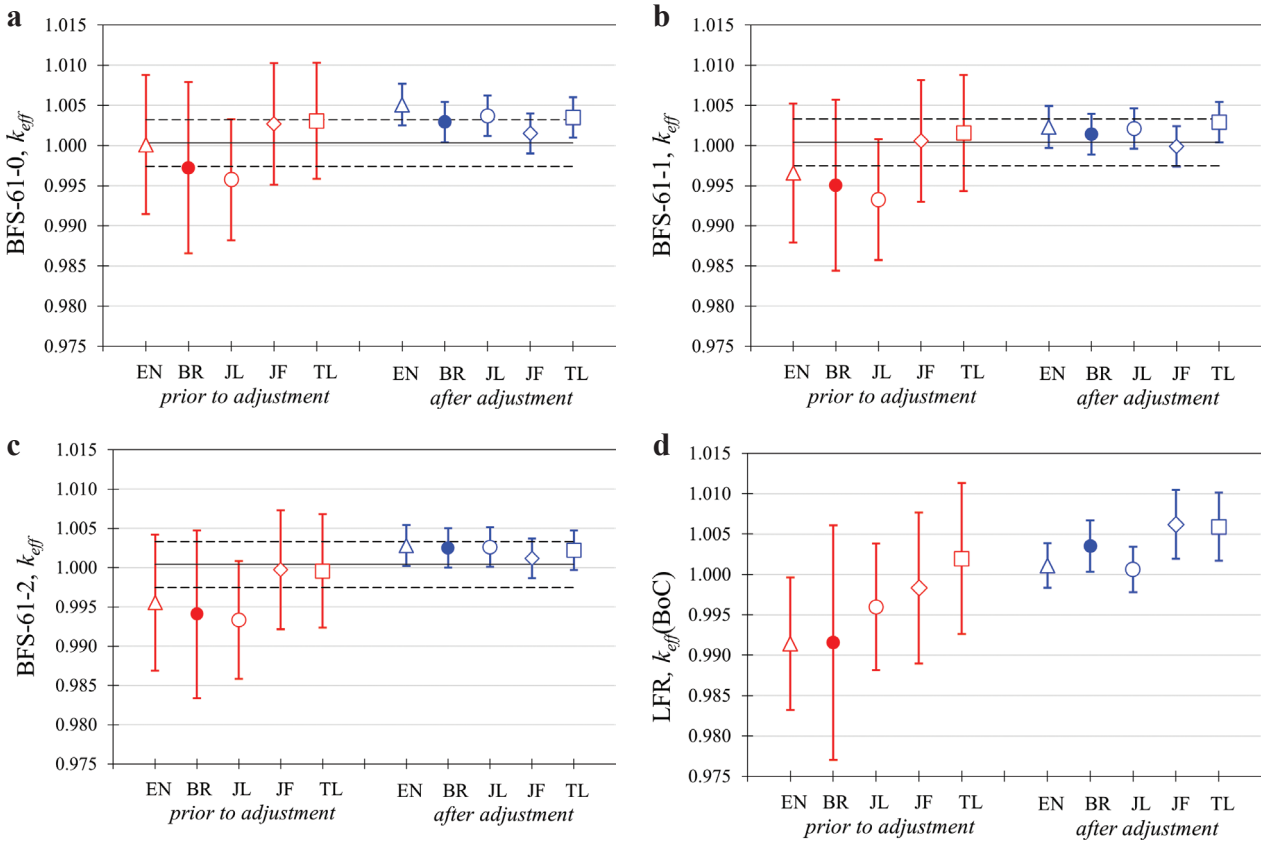 a
BFS-61-0, keff
1.015
1.010
1.005
1.000
0.995
0.990
0.985
0.980
0.975
EN BR JL JF TL EN BR JL JF TL
prior to adjustment after adjustment
b
BFS-61-1, keff
1.015
1.010
1.005
1.000
0.995
0.990
0.985
0.980
0.975
EN BR JL JF TL EN BR JL JF TL
prior to adjustment after adjustment
c
BFS-61-2, keff
1.015
1.010
1.005
1.000
0.995
0.990
0.985
0.980
0.975
EN BR JL JF TL EN BR JL JF TL
prior to adjustment after adjustment
d
LFR, keff(BoC)
1.015
1.010
1.005
1.000
0.995
0.990
0.985
0.980
0.975
EN BR JL JF TL EN BR JL JF TL
prior to adjustment after adjustment